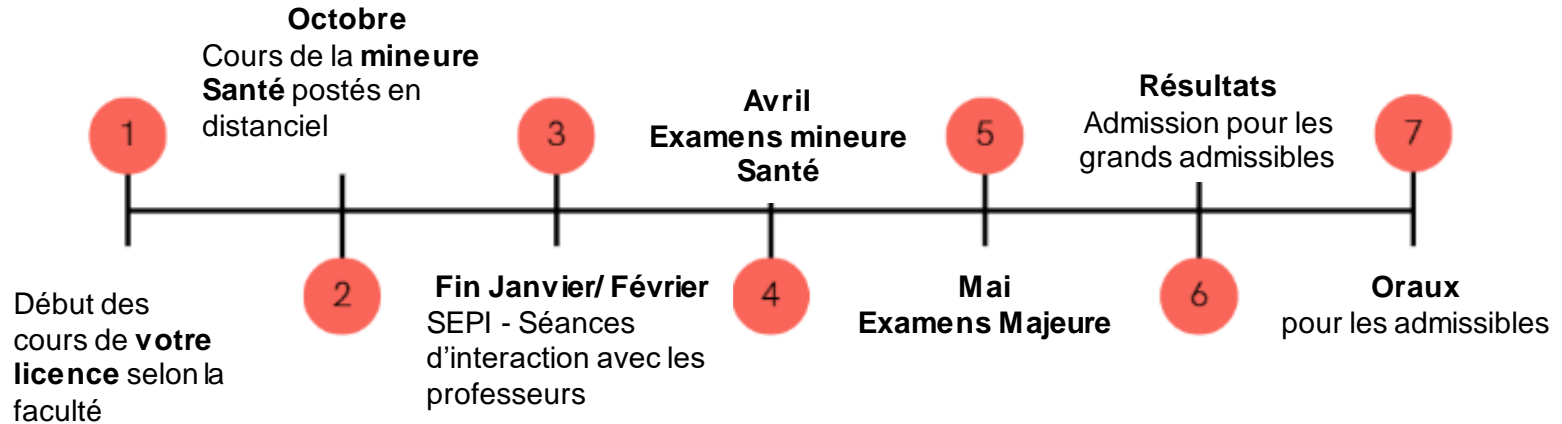 1
Début des
cours de votre
licence selon la
faculté
Octobre
Cours de la mineure
Santé postés en
distanciel
2
3
Fin Janvier/ Février
SEPI - Séances
d'interaction avec les
professeurs
Avril
Examens mineure
Santé
4
5
Mai
Examens Majeure
Résultats
Admission pour les
grands admissibles
6
7
Oraux
pour les admissibles